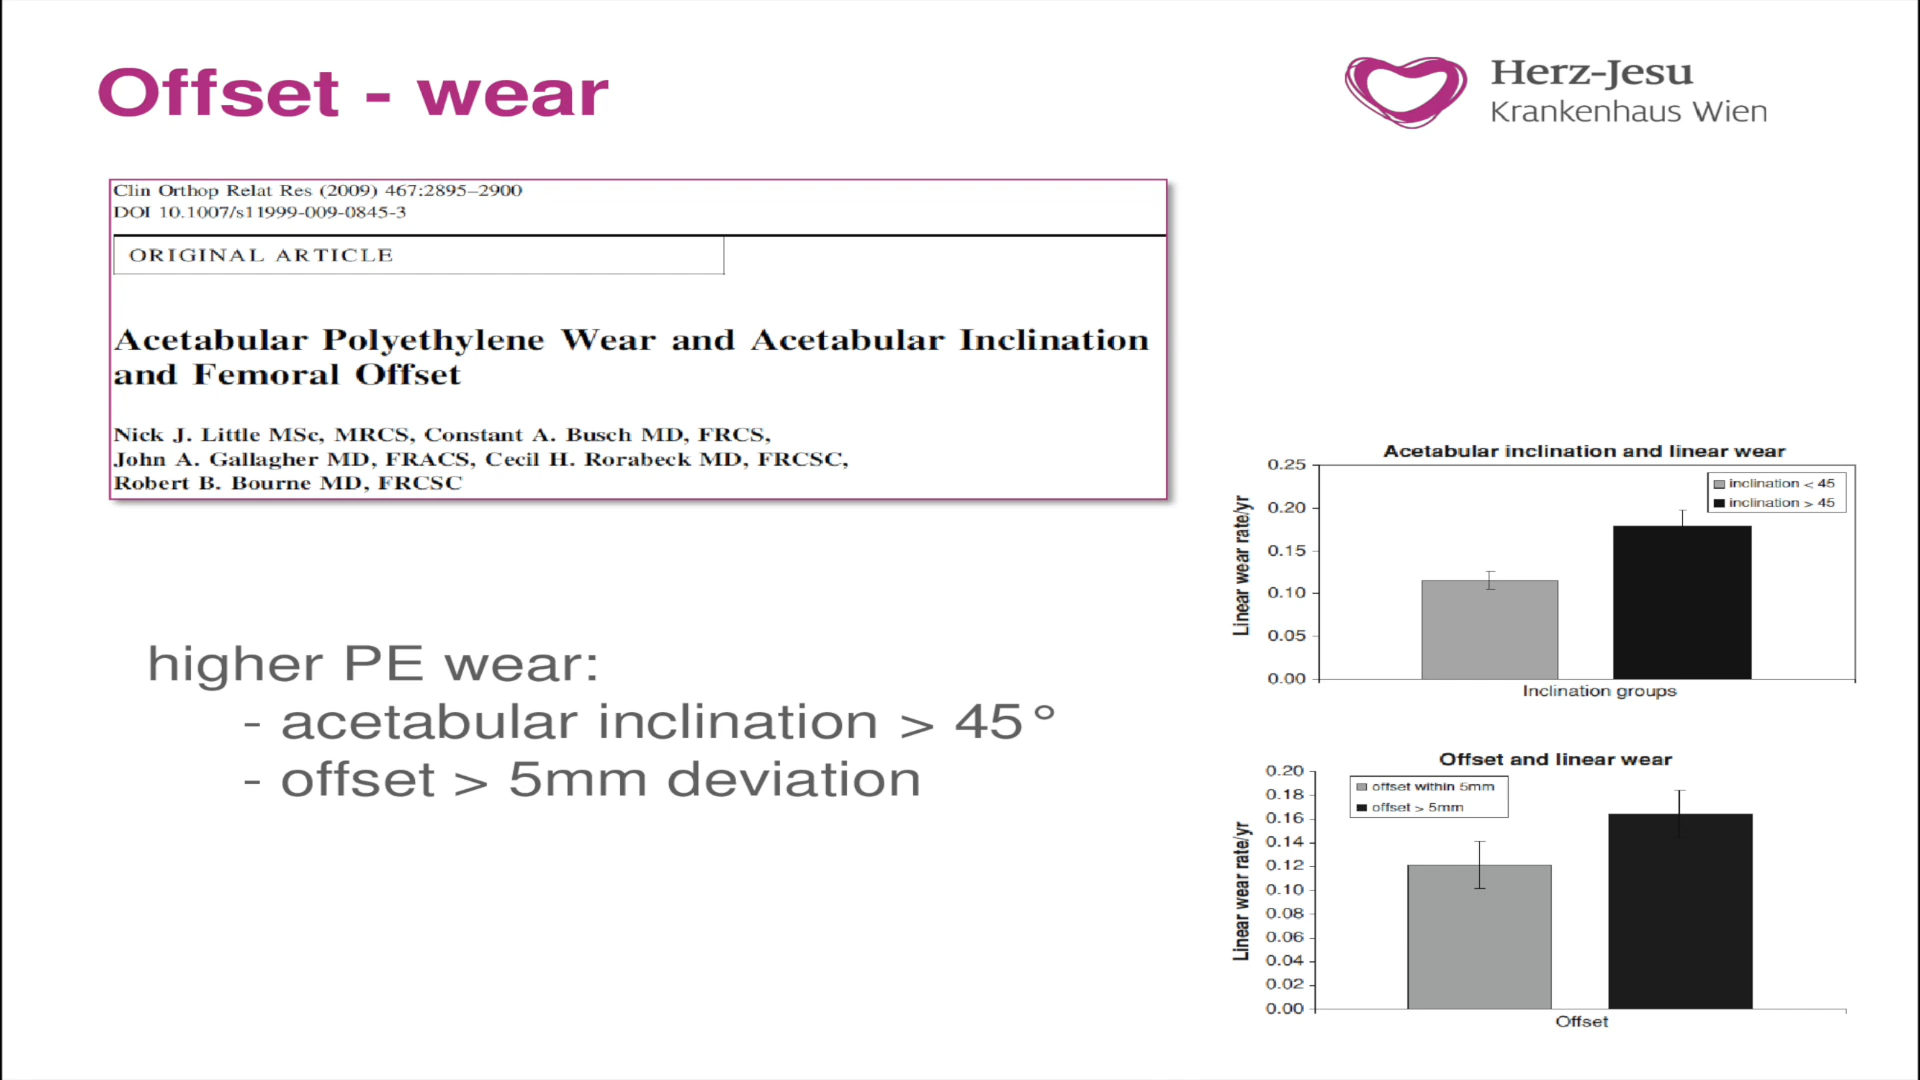 Offset - wear
Herz-Jesu
Krankenhaus Wien
Clin Orthop Relat Res (2009) 467:2895–2900
DOI 10.1007/s11999-009-0845-3
ORIGINAL ARTICLE
Acetabular Polyethylene Wear and Acetabular Inclination
and Femoral Offset
Nick J. Little MSc, MRCS, Constant A. Busch MD, FRCS,
John A. Gallagher MD, FRACS, Cecil H. Rorabeck MD, FRCSC,
Robert B. Bourne MD, FRCSC
higher PE wear:
- acetabular inclination > 45°
- offset > 5mm deviation
Acetabular inclination and linear wear
0.25
0.20
0.15
0.10
0.05
0.00
Linear wear rate/yr
inclination < 45
inclination > 45
Inclination groups
Offset and linear wear
0.20
0.18
0.16
0.14
0.12
0.10
0.08
0.06
0.04
0.02
0.00
Linear wear rate/yr
offset within 5mm
offset > 5mm
Offset